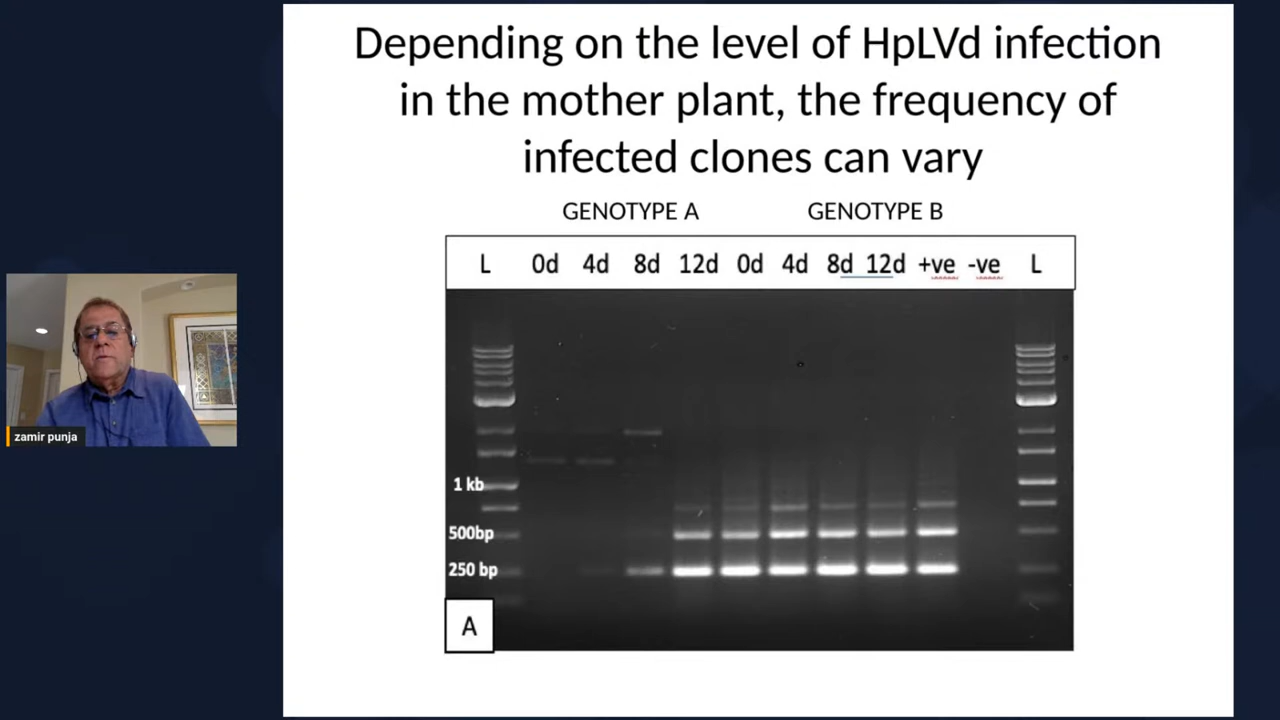 Depending on the level of HpLVd infection
in the mother plant, the frequency of
infected clones can vary
GENOTYPE A GENOTYPE B
L 0d 4d 8d 12d 0d 4d 8d 12d +ve -ve L
1 kb
500bp
250 bp
A
zamir punja